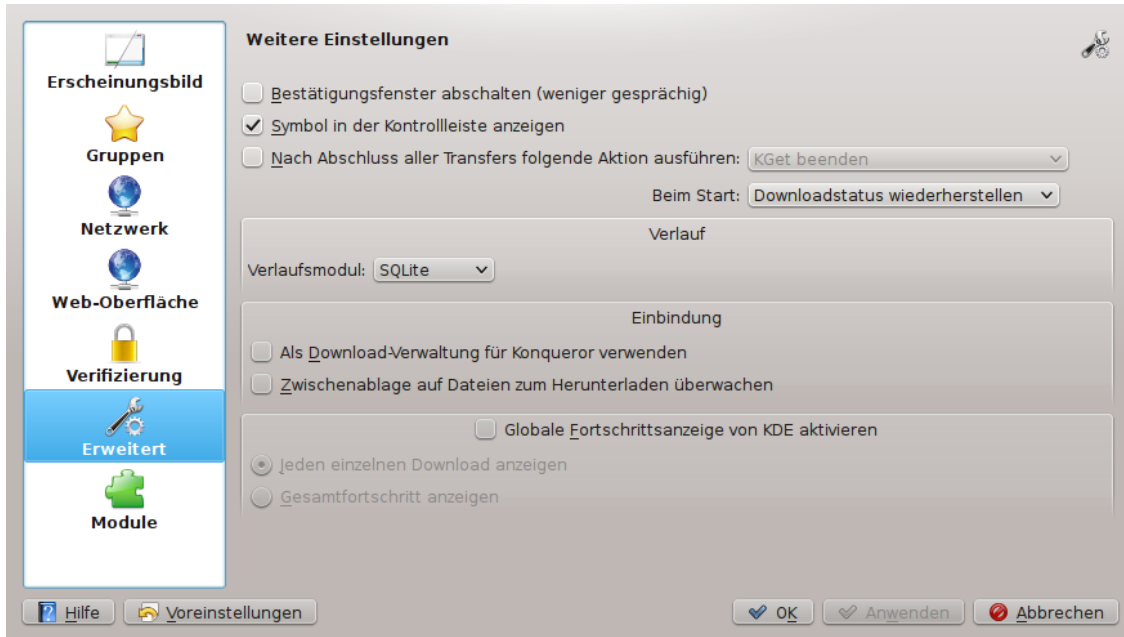 Erscheinungsbild
Gruppen
Netzwerk
Web-Oberfläche
Verifizierung
Erweitert
Module
Weitere Einstellungen
Bestätigungsfenster abschalten (weniger gesprächig)
Symbol in der Kontrollleiste anzeigen
Nach Abschluss aller Transfers folgende Aktion ausführen: KGet beenden
Beim Start: Downloadstatus wiederherstellen
Verlauf
Verlaufsmodul: SQLite
Einbindung
Als Download-Verwaltung für Konqueror verwenden
Zwischenablage auf Dateien zum Herunterladen überwachen
Globale Fortschrittsanzeige von KDE aktivieren
Jeden einzelnen Download anzeigen
Gesamtfortschritt anzeigen
Hilfe Voreinstellungen OK Anwenden Abbrechen